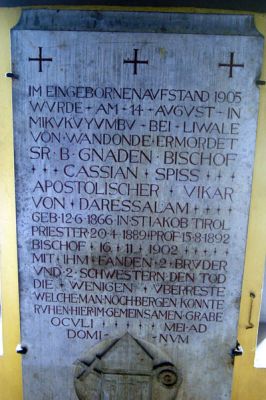 IM EINGEBORNENAUFSTAND 1905
WVRDE - AM - 14 - AVGVST - IN
MIKVKVYVMBV - BEI - LIWALE
VON - WANDONDE - ERMORDET
SR · B · GNADEN BISCHOF
CASSIAN SPISS
APOSTOLISCHER VIKAR
VON DARESSALAM
GEB · 12 · 6 · 1866 IN ST · JAKOB TIROL
PRIESTER · 20 · 4 · 1889 · PROF · 15 · 8 · 1892
BISCHOF 16 · 11 1902
MIT · IHM FANDEN 2 BRVDER
VND · 2 · SCHWESTERN DEN TOD
DIE WENIGEN VBERRESTE
WELCHE MAN NOCH BERGEN KONNTE
RVHEN HIER IM GEMEINSAMEN GRABE
OCVLI MEI - AD
DOMI - NVM